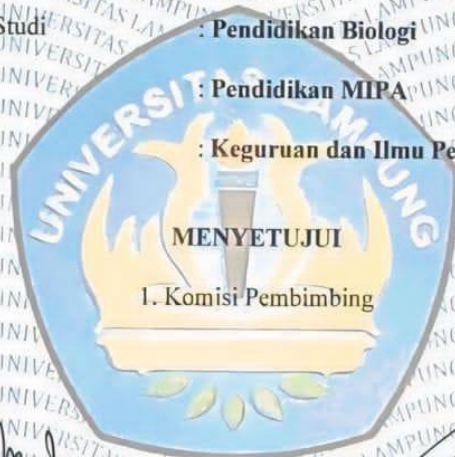 Studi : Pendidikan Biologi
: Pendidikan MIPA
: Keguruan dan Ilmu Pe
MENYETUJUI
1. Komisi Pembimbing
UNIVERSITAS LAMPUNG